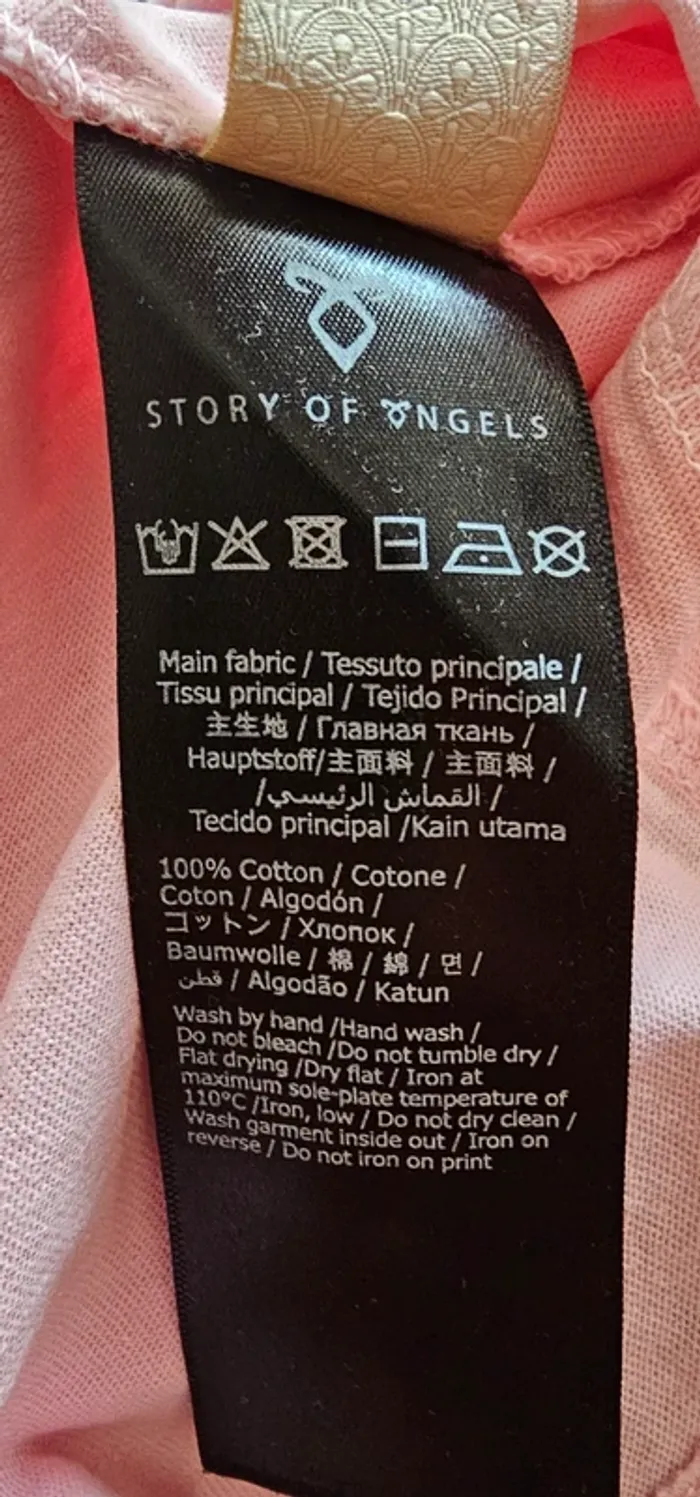 STORY OF ANGELS
Main fabric / Tessuto principale /
Tissu principal / Tejido Principal /
主生地 / Главная ткань /
Hauptstoff/主面料 / 主面料 /
/ القماش الرئيسي/
Tecido principal /Kain utama
100% Cotton / Cotone /
Coton / Algodón /
コットン / Хлопок /
Baumwolle / 棉 / 綿 / 면 /
قطن / Algodão / Katun
Wash by hand /Hand wash /
Do not bleach /Do not tumble dry /
Flat drying /Dry flat / Iron at
maximum sole-plate temperature of
110°C /Iron, low / Do not dry clean /
Wash garment inside out / Iron on
reverse / Do not iron on print